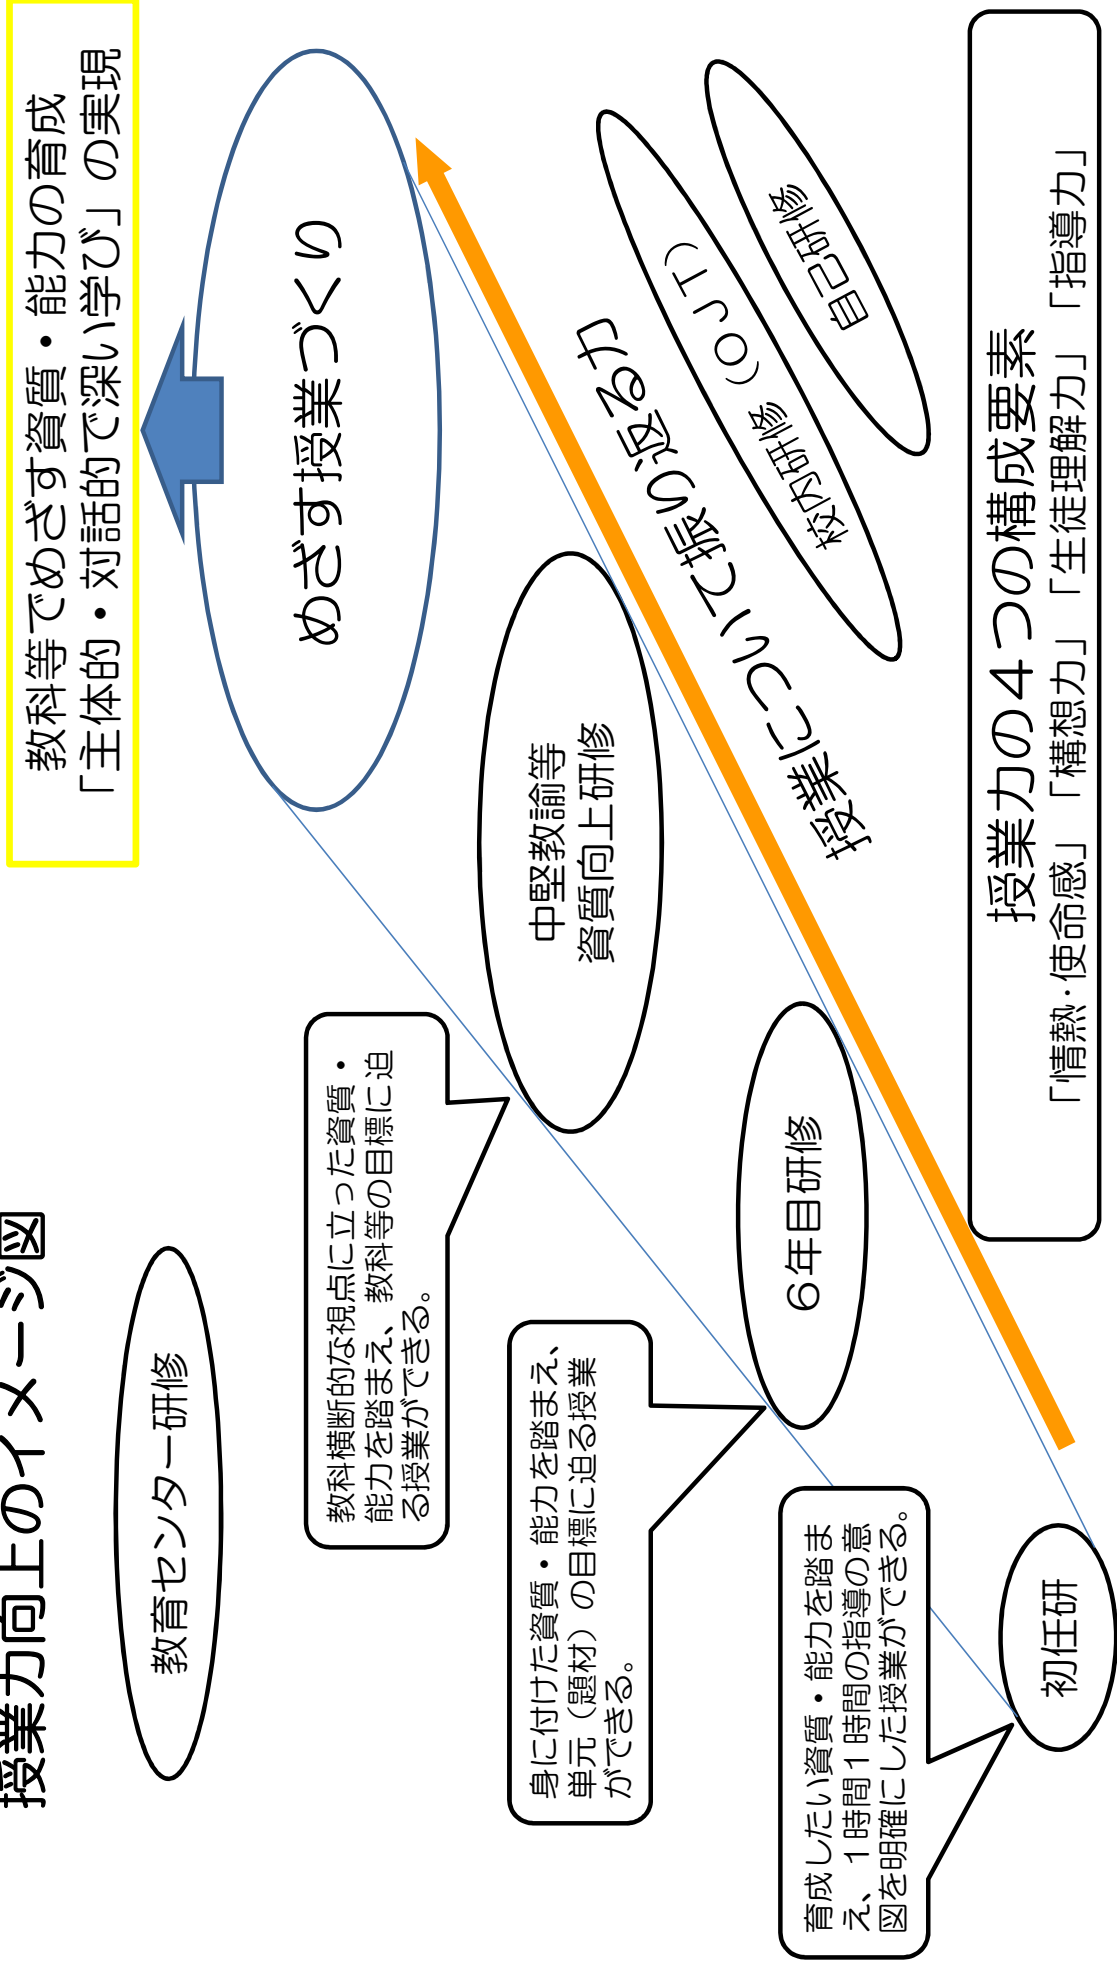 授業力向上のイメージ図
教科等でめざす資質・能力の育成
「主体的・対話的で深い学び」の実現
教育センター研修
めざす授業づくり
教科横断的な視点に立った資質・
能力を踏まえ、教科等の目標に迫
る授業ができる。
中堅教諭等
資質向上研修
身に付けた資質・能力を踏まえ、
単元（題材）の目標に迫る授業
ができる。
6年目研修
授業について振り返る力
校内研修（OJT）
自己研修
育成したい資質・能力を踏ま
え、1時間1時間の指導の意
図を明確にした授業ができる。
初任研
授業力の4つの構成要素
「情熱･使命感」「構想力」「生徒理解力」「指導力」